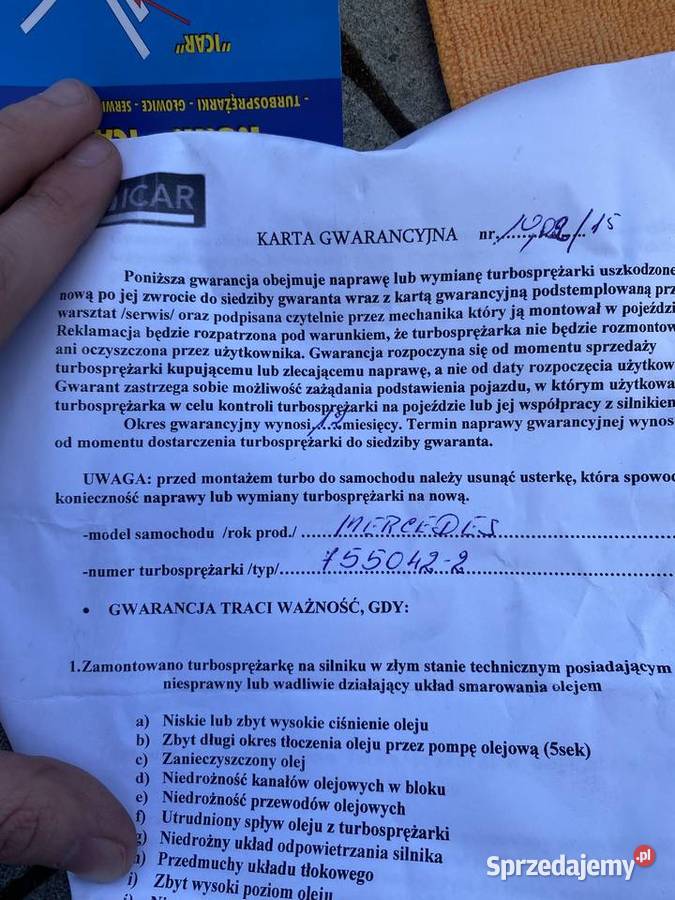 "ICAR"
- TURBOSPRĘŻARKI - GŁOWICE - SERWI
ICAR
KARTA GWARANCYJNA nr. /15
Poniższa gwarancja obejmuje naprawę lub wymianę turbosprężarki uszkodzone
nową po jej zwrocie do siedziby gwaranta wraz z kartą gwarancyjną podstemplowaną prz
warsztat /serwis/ oraz podpisana czytelnie przez mechanika który ją montował w pojeździ
Reklamacja będzie rozpatrzona pod warunkiem, że turbosprężarka nie będzie rozmontow
ani oczyszczona przez użytkownika. Gwarancja rozpoczyna się od momentu sprzedaży
turbosprężarki kupującemu lub zlecającemu naprawę, a nie od daty rozpoczęcia użytkow
Gwarant zastrzega sobie możliwość zażądania podstawienia pojazdu, w którym użytkowa
turbosprężarka w celu kontroli turbosprężarki na pojeździe lub jej współpracy z silnikiem
Okres gwarancyjny wynosi 12 miesięcy. Termin naprawy gwarancyjnej wynos
od momentu dostarczenia turbosprężarki do siedziby gwaranta.
UWAGA: przed montażem turbo do samochodu należy usunąć usterkę, która spowod
konieczność naprawy lub wymiany turbosprężarki na nową.
-model samochodu /rok prod./ MERCEDES
-numer turbosprężarki /typ/ 755042-2
• GWARANCJA TRACI WAŻNOŚĆ, GDY:
1.Zamontowano turbosprężarkę na silniku w złym stanie technicznym posiadającym
niesprawny lub wadliwie działający układ smarowania olejem
a) Niskie lub zbyt wysokie ciśnienie oleju
b) Zbyt długi okres tłoczenia oleju przez pompę olejową (5sek)
c) Zanieczyszczony olej
d) Niedrożność kanałów olejowych w bloku
e) Niedrożność przewodów olejowych
f) Utrudniony spływ oleju z turbosprężarki
g) Niedrożny układ odpowietrzania silnika
h) Przedmuchy układu tłokowego
i) Zbyt wysoki poziom oleju
Sprzedajemy.pl